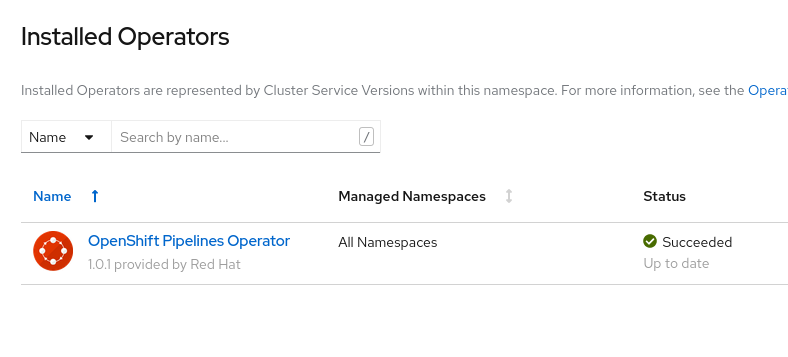 Installed Operators
Installed Operators are represented by Cluster Service Versions within this namespace. For more information, see the
Name Search by name... /
Name Managed Namespaces Status
OpenShift Pipelines Operator All Namespaces Succeeded
1.0.1 provided by Red Hat Up to date